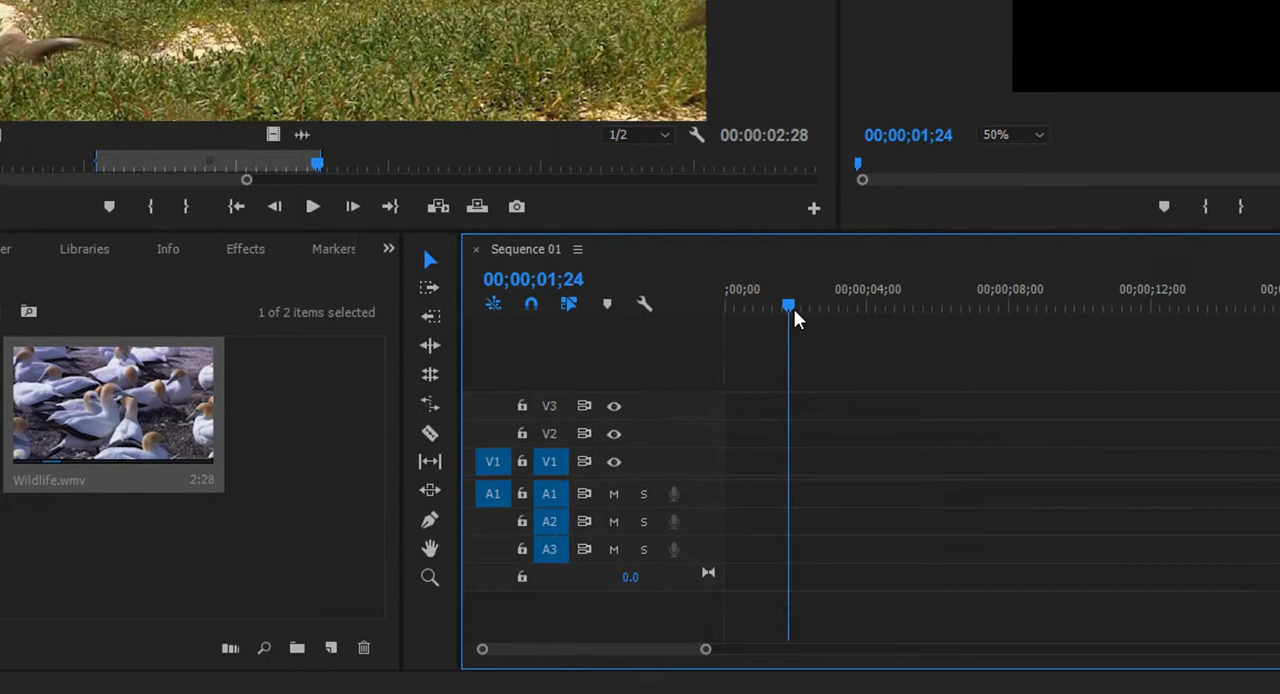 1/2
00:00:02:28
00;00;01;24
50%
Libraries
Info
Effects
Markers
1 of 2 items selected
Wildlife.wmv
2:28
× Sequence 01
00;00;01;24
;00;00
00;00;04;00
00;00;08;00
00;00;12;00
V3
V2
V1 V1
A1 A1 M S
A2 M S
A3 M S
0.0